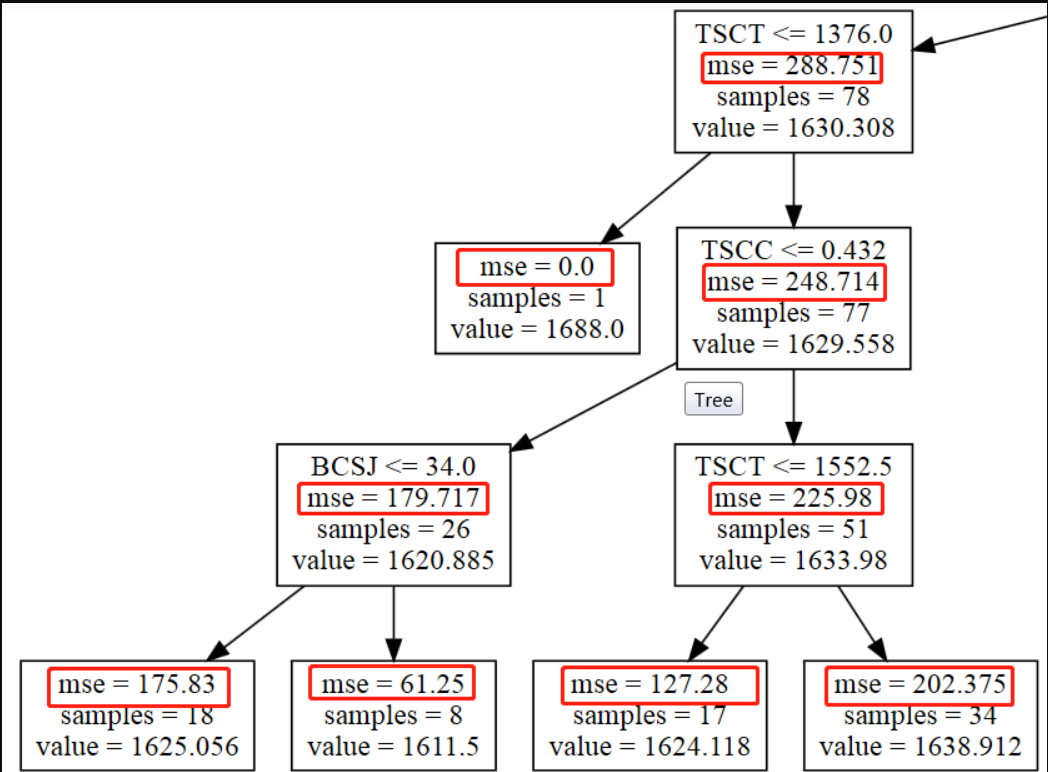 TSCT <= 1376.0
mse = 288.751
samples = 78
value = 1630.308
mse = 0.0
samples = 1
value = 1688.0
TSCC <= 0.432
mse = 248.714
samples = 77
value = 1629.558
Tree
BCSJ <= 34.0
mse = 179.717
samples = 26
value = 1620.885
TSCT <= 1552.5
mse = 225.98
samples = 51
value = 1633.98
mse = 175.83
samples = 18
value = 1625.056
mse = 61.25
samples = 8
value = 1611.5
mse = 127.28
samples = 17
value = 1624.118
mse = 202.375
samples = 34
value = 1638.912